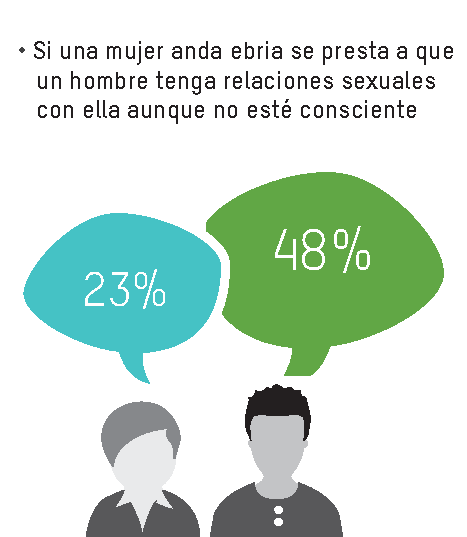 • Si una mujer anda ebria se presta a que
un hombre tenga relaciones sexuales
con ella aunque no esté consciente
23%
48%